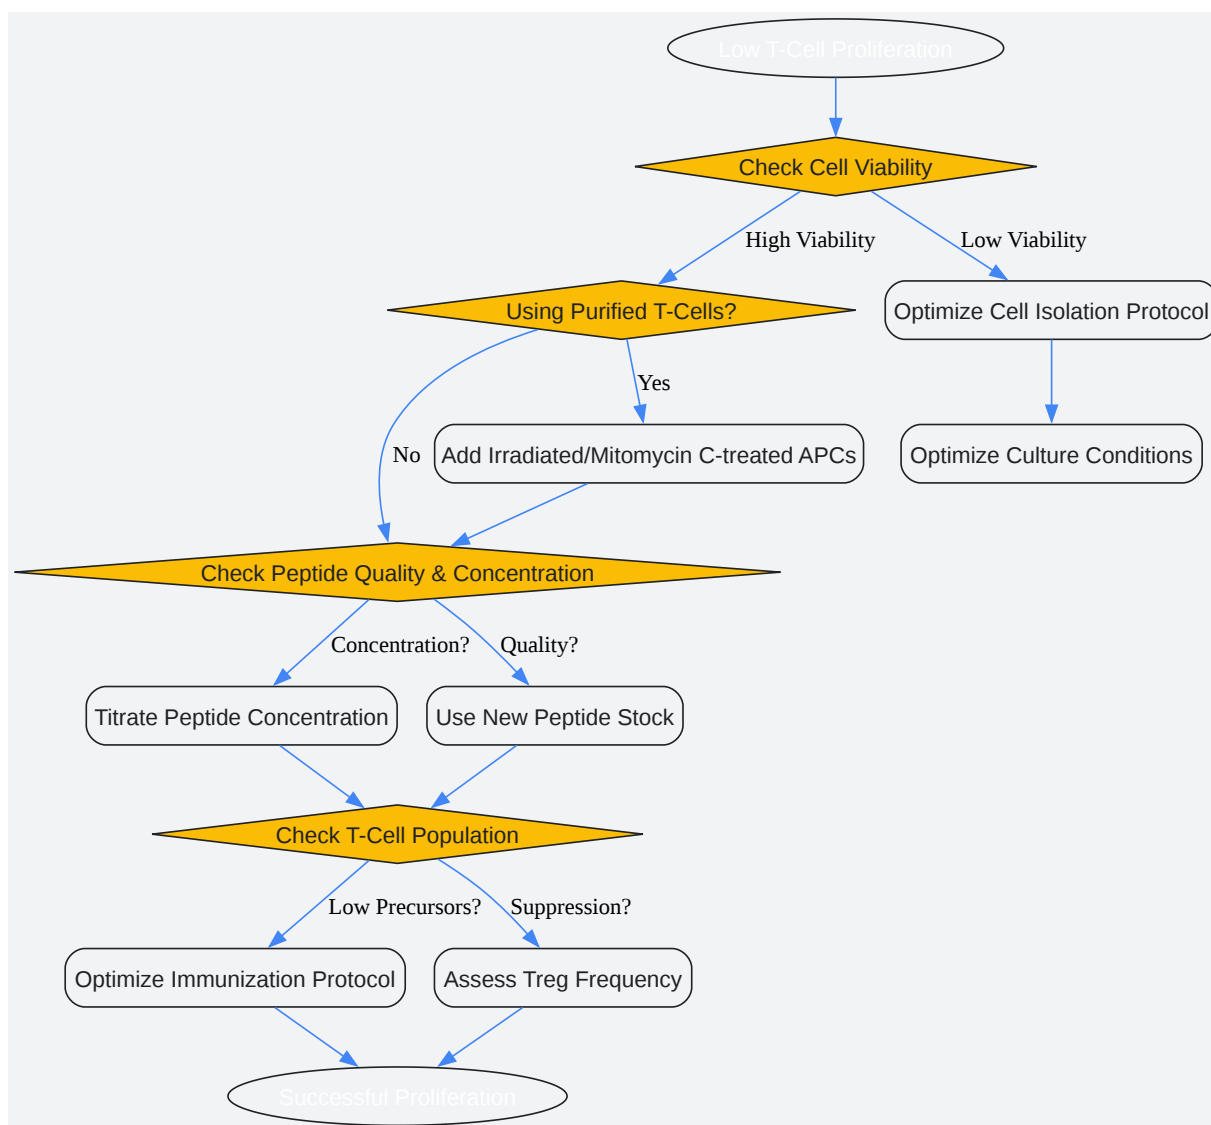 Low T-Cell Proliferation
Check Cell Viability
High Viability
Low Viability
Using Purified T-Cells?
Optimize Cell Isolation Protocol
Yes
No
Add Irradiated/Mitomycin C-treated APCs
Optimize Culture Conditions
Check Peptide Quality & Concentration
Concentration?
Quality?
Titrate Peptide Concentration
Use New Peptide Stock
Check T-Cell Population
Low Precursors?
Suppression?
Optimize Immunization Protocol
Assess Treg Frequency
Successful Proliferation